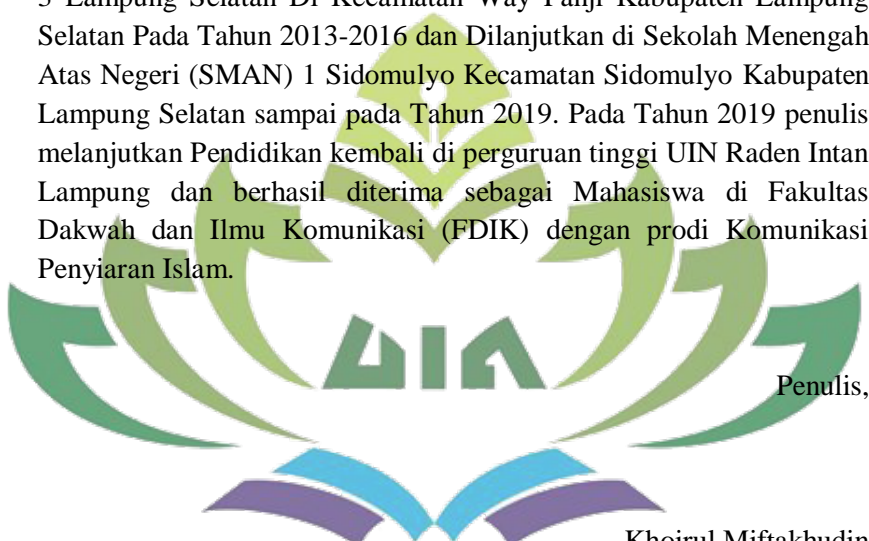 3 Lampung Selatan Di Kecamatan Way Panji Kabupaten Lampung
Selatan Pada Tahun 2013-2016 dan Dilanjutkan di Sekolah Menengah
Atas Negeri (SMAN) 1 Sidomulyo Kecamatan Sidomulyo Kabupaten
Lampung Selatan sampai pada Tahun 2019. Pada Tahun 2019 penulis
melanjutkan Pendidikan kembali di perguruan tinggi UIN Raden Intan
Lampung dan berhasil diterima sebagai Mahasiswa di Fakultas
Dakwah dan Ilmu Komunikasi (FDIK) dengan prodi Komunikasi
Penyiaran Islam.
UIN
Penulis,
Khoirul Miftakhudin